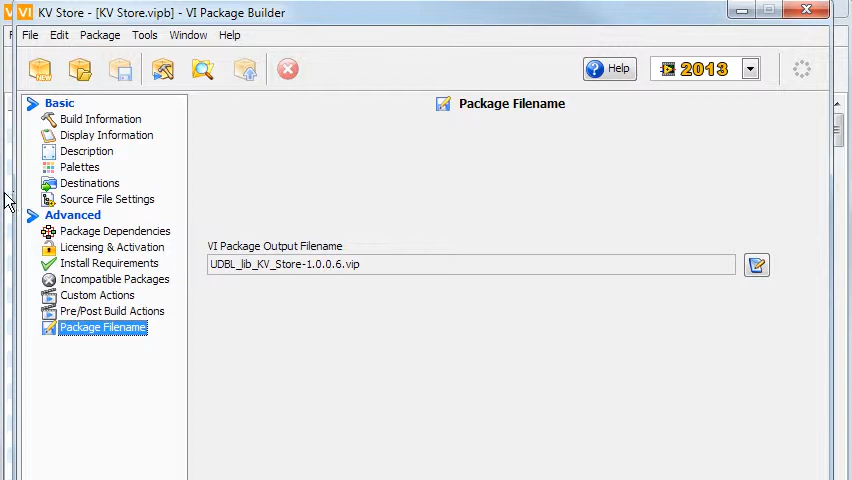 KV Store - [KV Store.vipb] - VI Package Builder
File Edit Package Tools Window Help
NEW
Help
2013
Basic
Build Information
Display Information
Description
Palettes
Destinations
Source File Settings
Advanced
Package Dependencies
Licensing & Activation
Install Requirements
Incompatible Packages
Custom Actions
Pre/Post Build Actions
Package Filename
Package Filename
VI Package Output Filename
UDBL_lib_KV_Store-1.0.0.6.vip